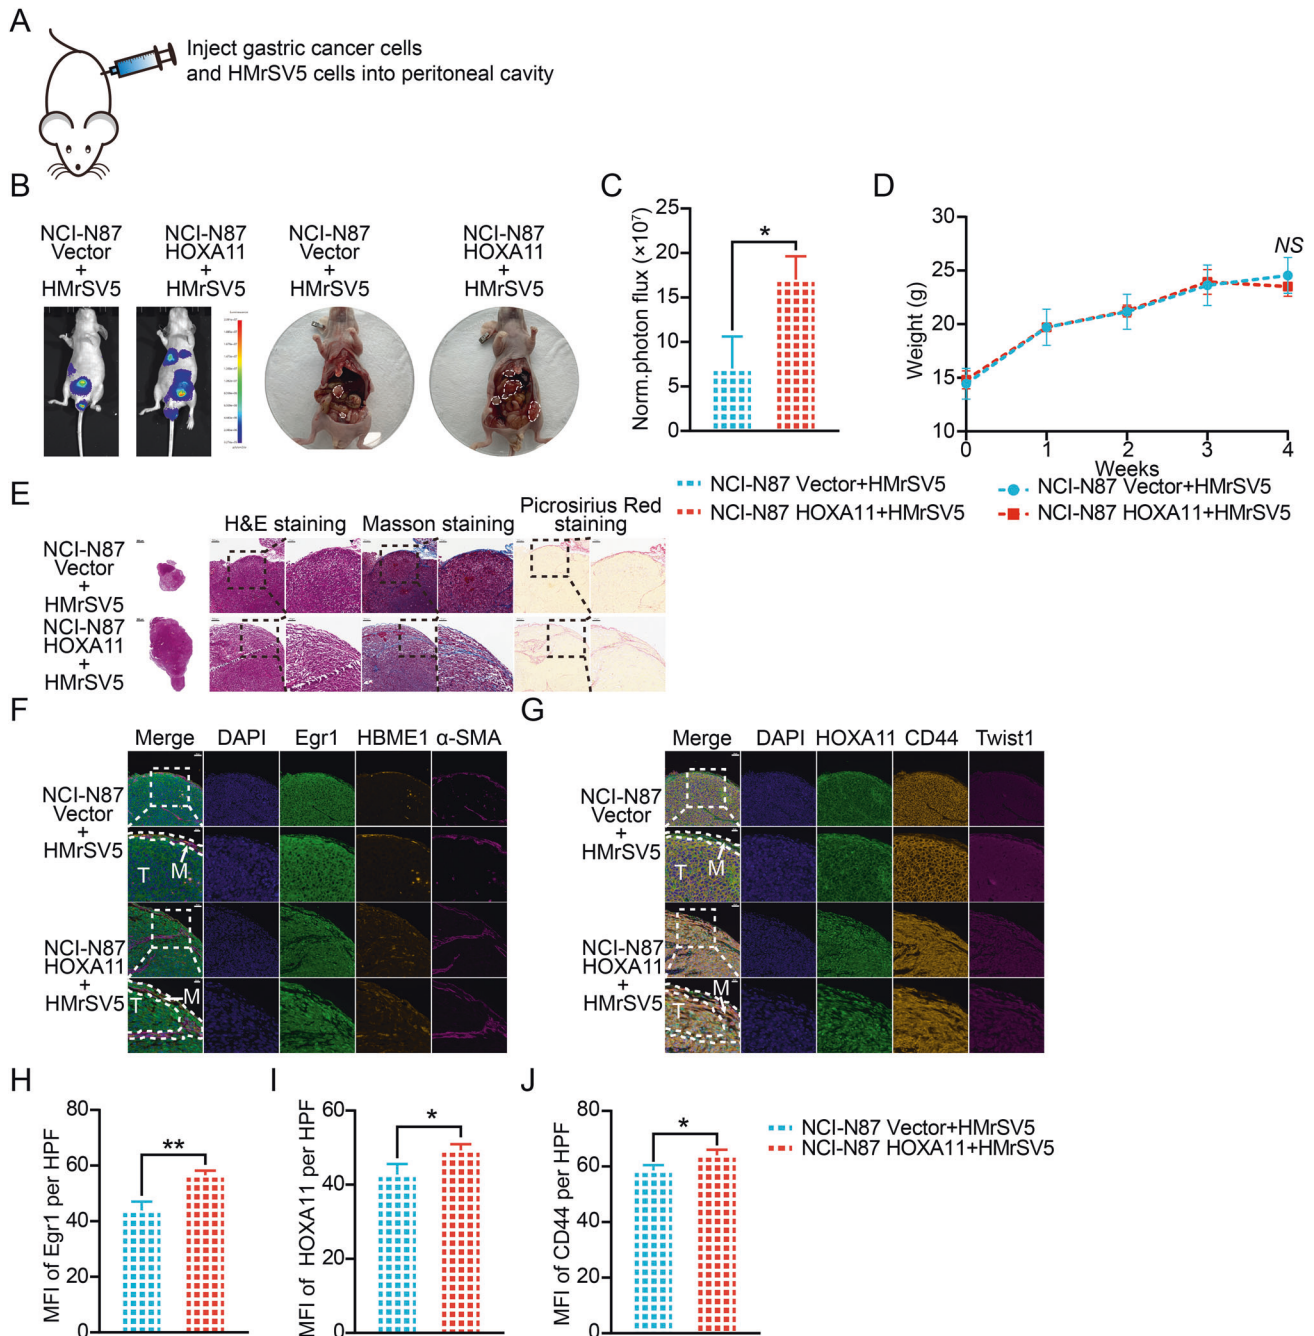 A
Inject gastric cancer cells
and HMrSV5 cells into peritoneal cavity
B
NCI-N87
Vector
+
HMrSV5
NCI-N87
HOXA11
+
HMrSV5
NCI-N87
Vector
+
HMrSV5
NCI-N87
HOXA11
+
HMrSV5
C
Norm.photon flux (×10⁷)
25
20
15
10
5
0
*
NCI-N87 Vector+HMrSV5
NCI-N87 HOXA11+HMrSV5
D
Weight (g)
30
25
20
15
10
NS
0 1 2 3 4
Weeks
NCI-N87 Vector+HMrSV5
NCI-N87 HOXA11+HMrSV5
E
H&E staining
Masson staining
Picrosirius Red
staining
NCI-N87
Vector
+
HMrSV5
NCI-N87
HOXA11
+
HMrSV5
F
Merge DAPI Egr1 HBME1 α-SMA
NCI-N87
Vector
+
HMrSV5
T M
NCI-N87
HOXA11
+
HMrSV5
T M
G
Merge DAPI HOXA11 CD44 Twist1
NCI-N87
Vector
+
HMrSV5
T M
NCI-N87
HOXA11
+
HMrSV5
T M
H
MFI of Egr1 per HPF
80
60
40
20
0
**
I
MFI of HOXA11 per HPF
60
40
20
0
*
J
MFI of CD44 per HPF
80
60
40
20
0
*
NCI-N87 Vector+HMrSV5
NCI-N87 HOXA11+HMrSV5